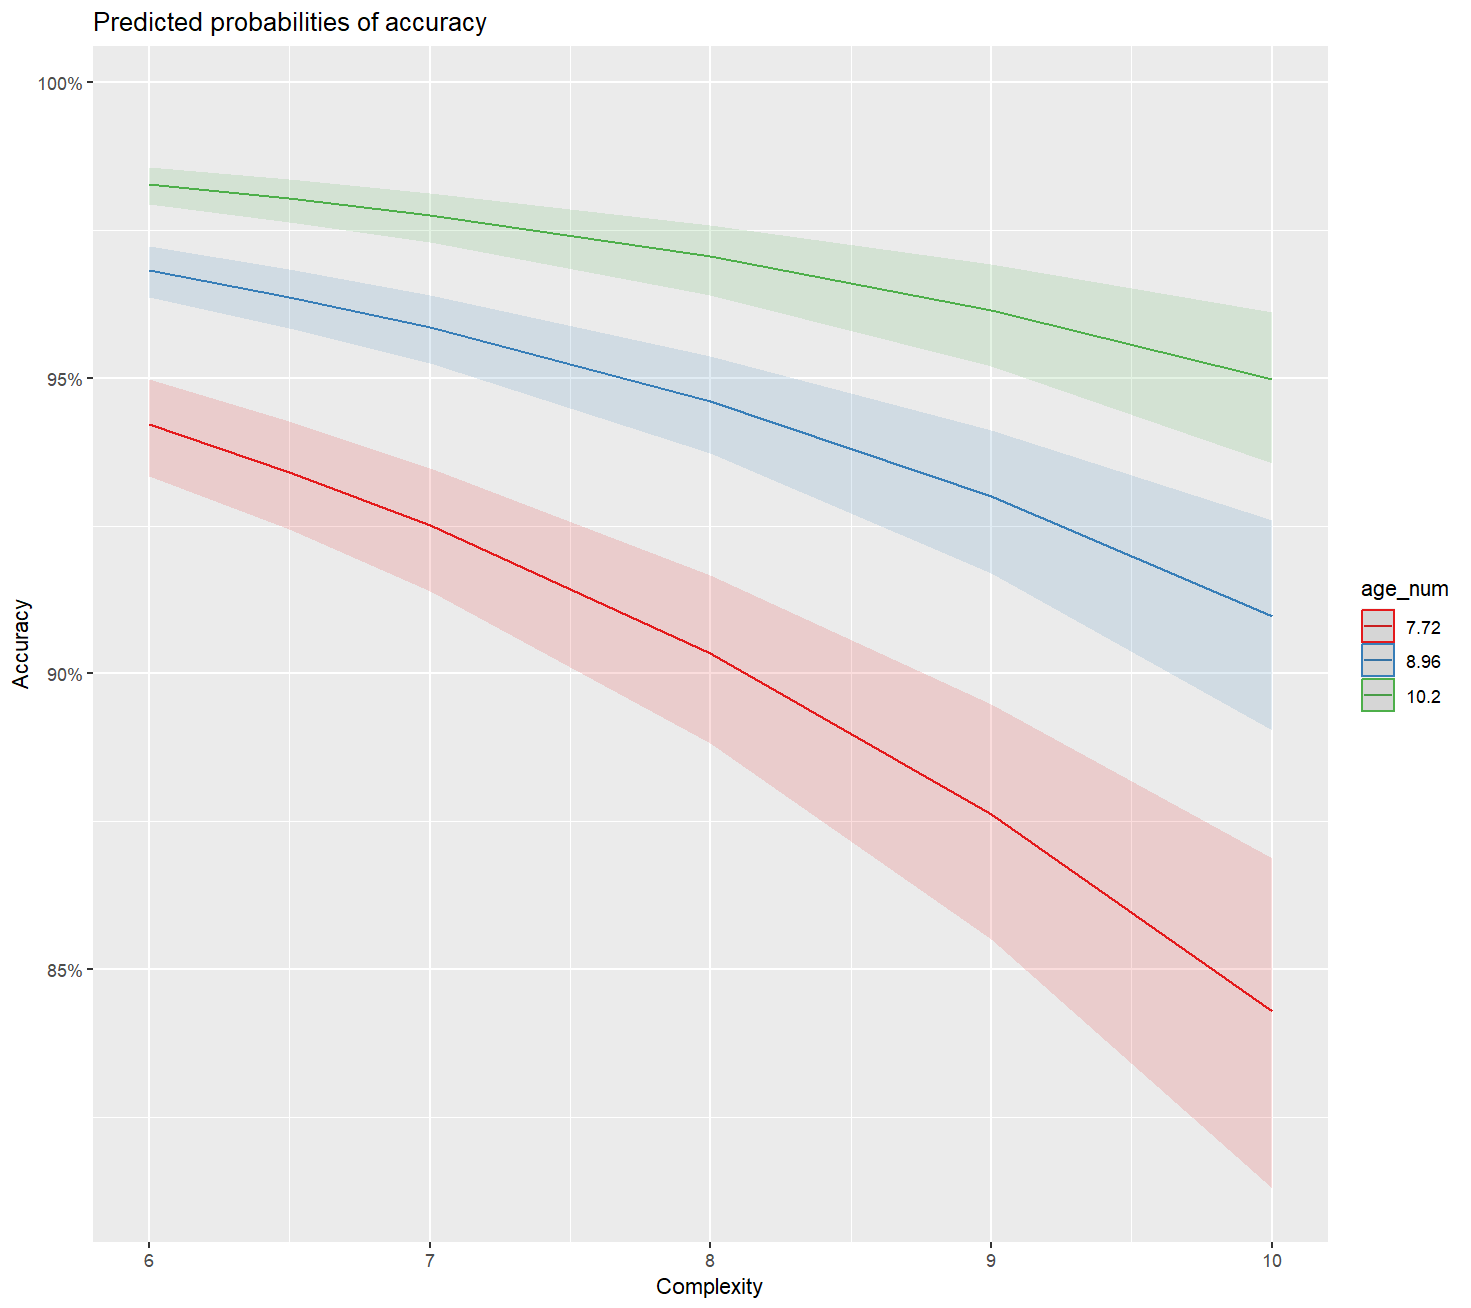 Predicted probabilities of accuracy
100%
95%
90%
85%
Accuracy
6 7 8 9 10
Complexity
age_num
7.72
8.96
10.2